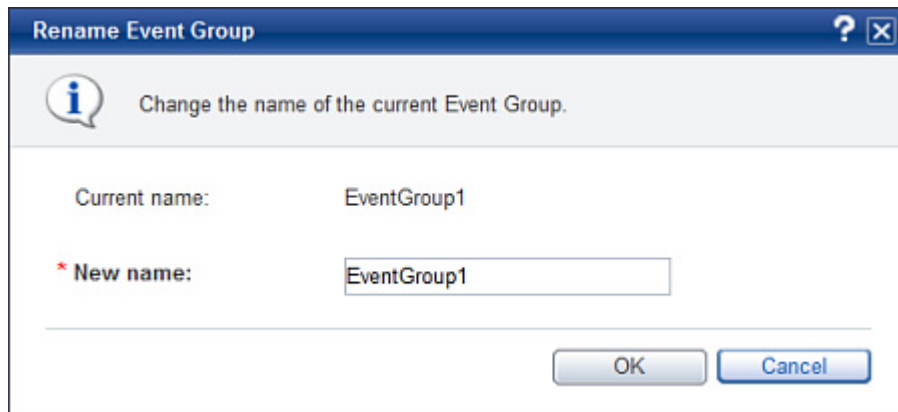 Rename Event Group ?
Change the name of the current Event Group.
Current name: EventGroup1
* New name: EventGroup1
OK Cancel